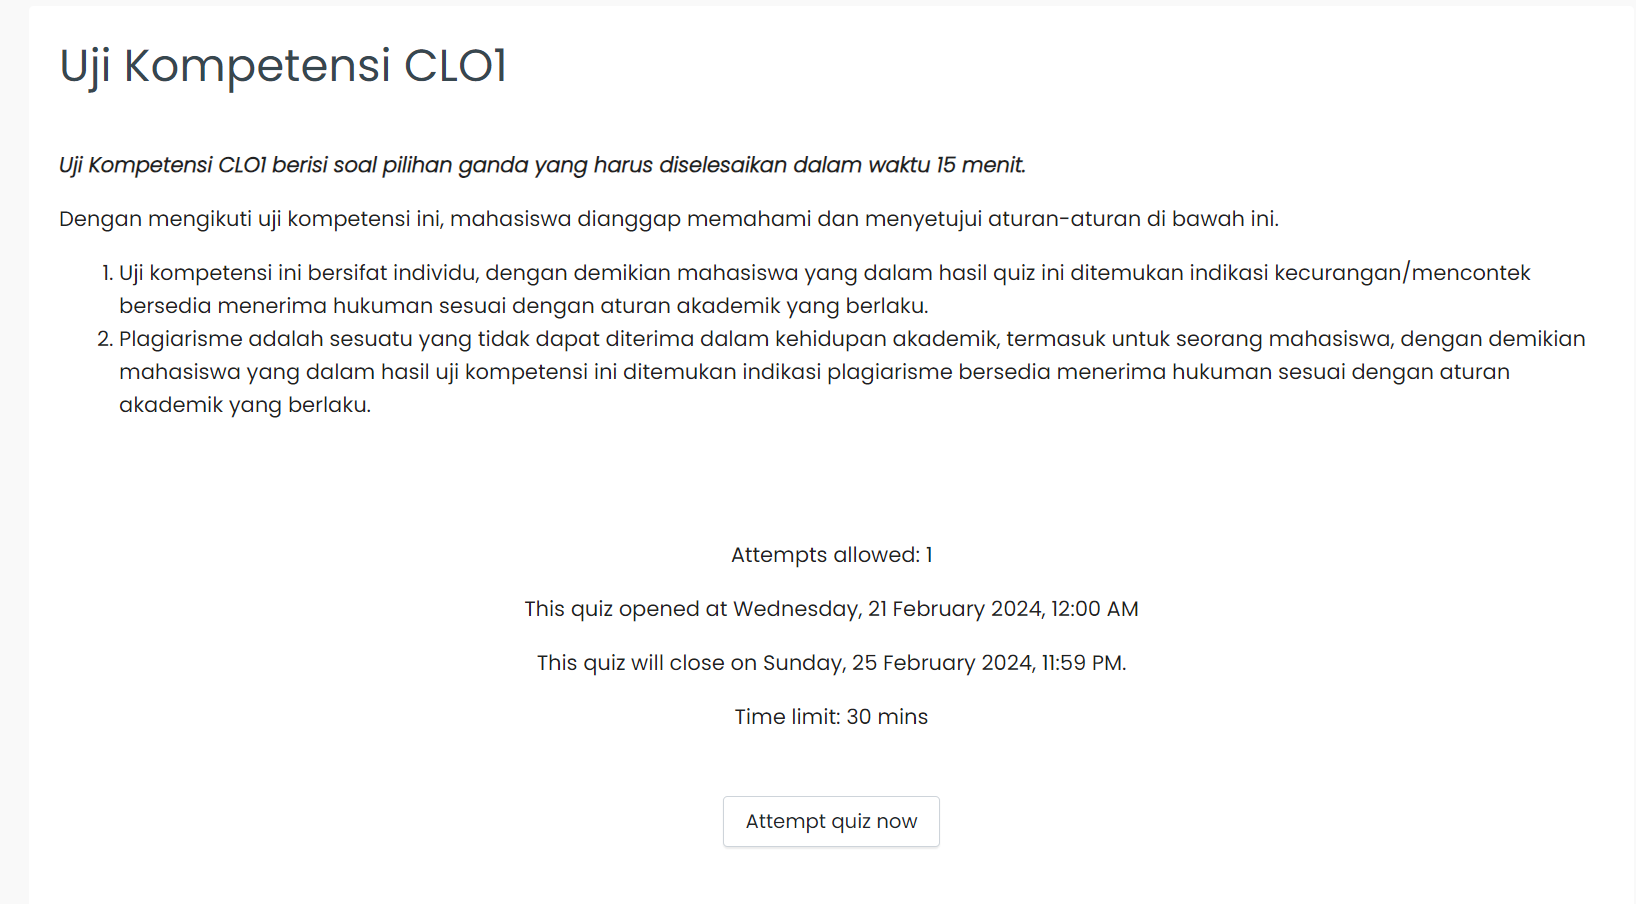 Uji Kompetensi CLO1
Uji Kompetensi CLO1 berisi soal pilihan ganda yang harus diselesaikan dalam waktu 15 menit.
Dengan mengikuti uji kompetensi ini, mahasiswa dianggap memahami dan menyetujui aturan-aturan di bawah ini.
1. Uji kompetensi ini bersifat individu, dengan demikian mahasiswa yang dalam hasil quiz ini ditemukan indikasi kecurangan/mencontek
bersedia menerima hukuman sesuai dengan aturan akademik yang berlaku.
2. Plagiarisme adalah sesuatu yang tidak dapat diterima dalam kehidupan akademik, termasuk untuk seorang mahasiswa, dengan demikian
mahasiswa yang dalam hasil uji kompetensi ini ditemukan indikasi plagiarisme bersedia menerima hukuman sesuai dengan aturan
akademik yang berlaku.
Attempts allowed: 1
This quiz opened at Wednesday, 21 February 2024, 12:00 AM
This quiz will close on Sunday, 25 February 2024, 11:59 PM.
Time limit: 30 mins
Attempt quiz now